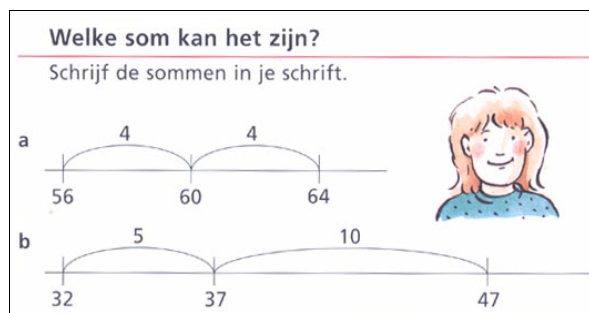 Welke som kan het zijn?
Schrijf de sommen in je schrift.
a
4 4
56 60 64
b
5 10
32 37 47